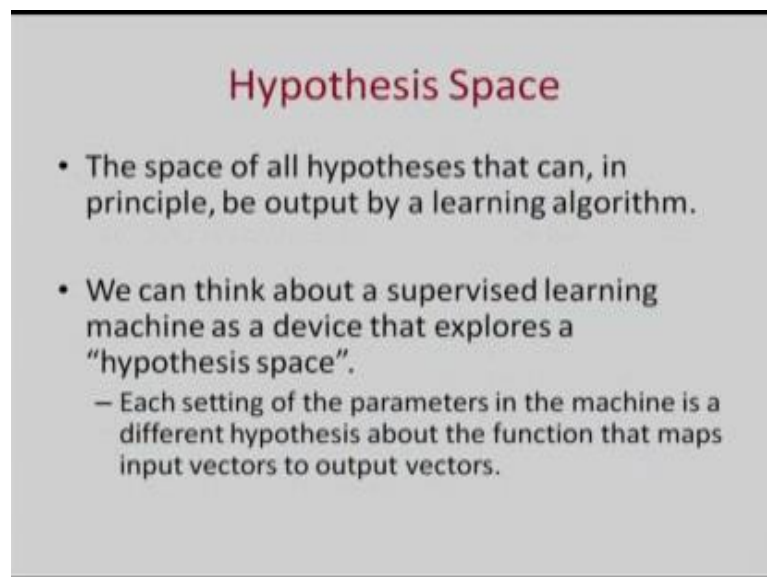 Hypothesis Space
• The space of all hypotheses that can, in
principle, be output by a learning algorithm.
• We can think about a supervised learning
machine as a device that explores a
“hypothesis space”.
– Each setting of the parameters in the machine is a
different hypothesis about the function that maps
input vectors to output vectors.